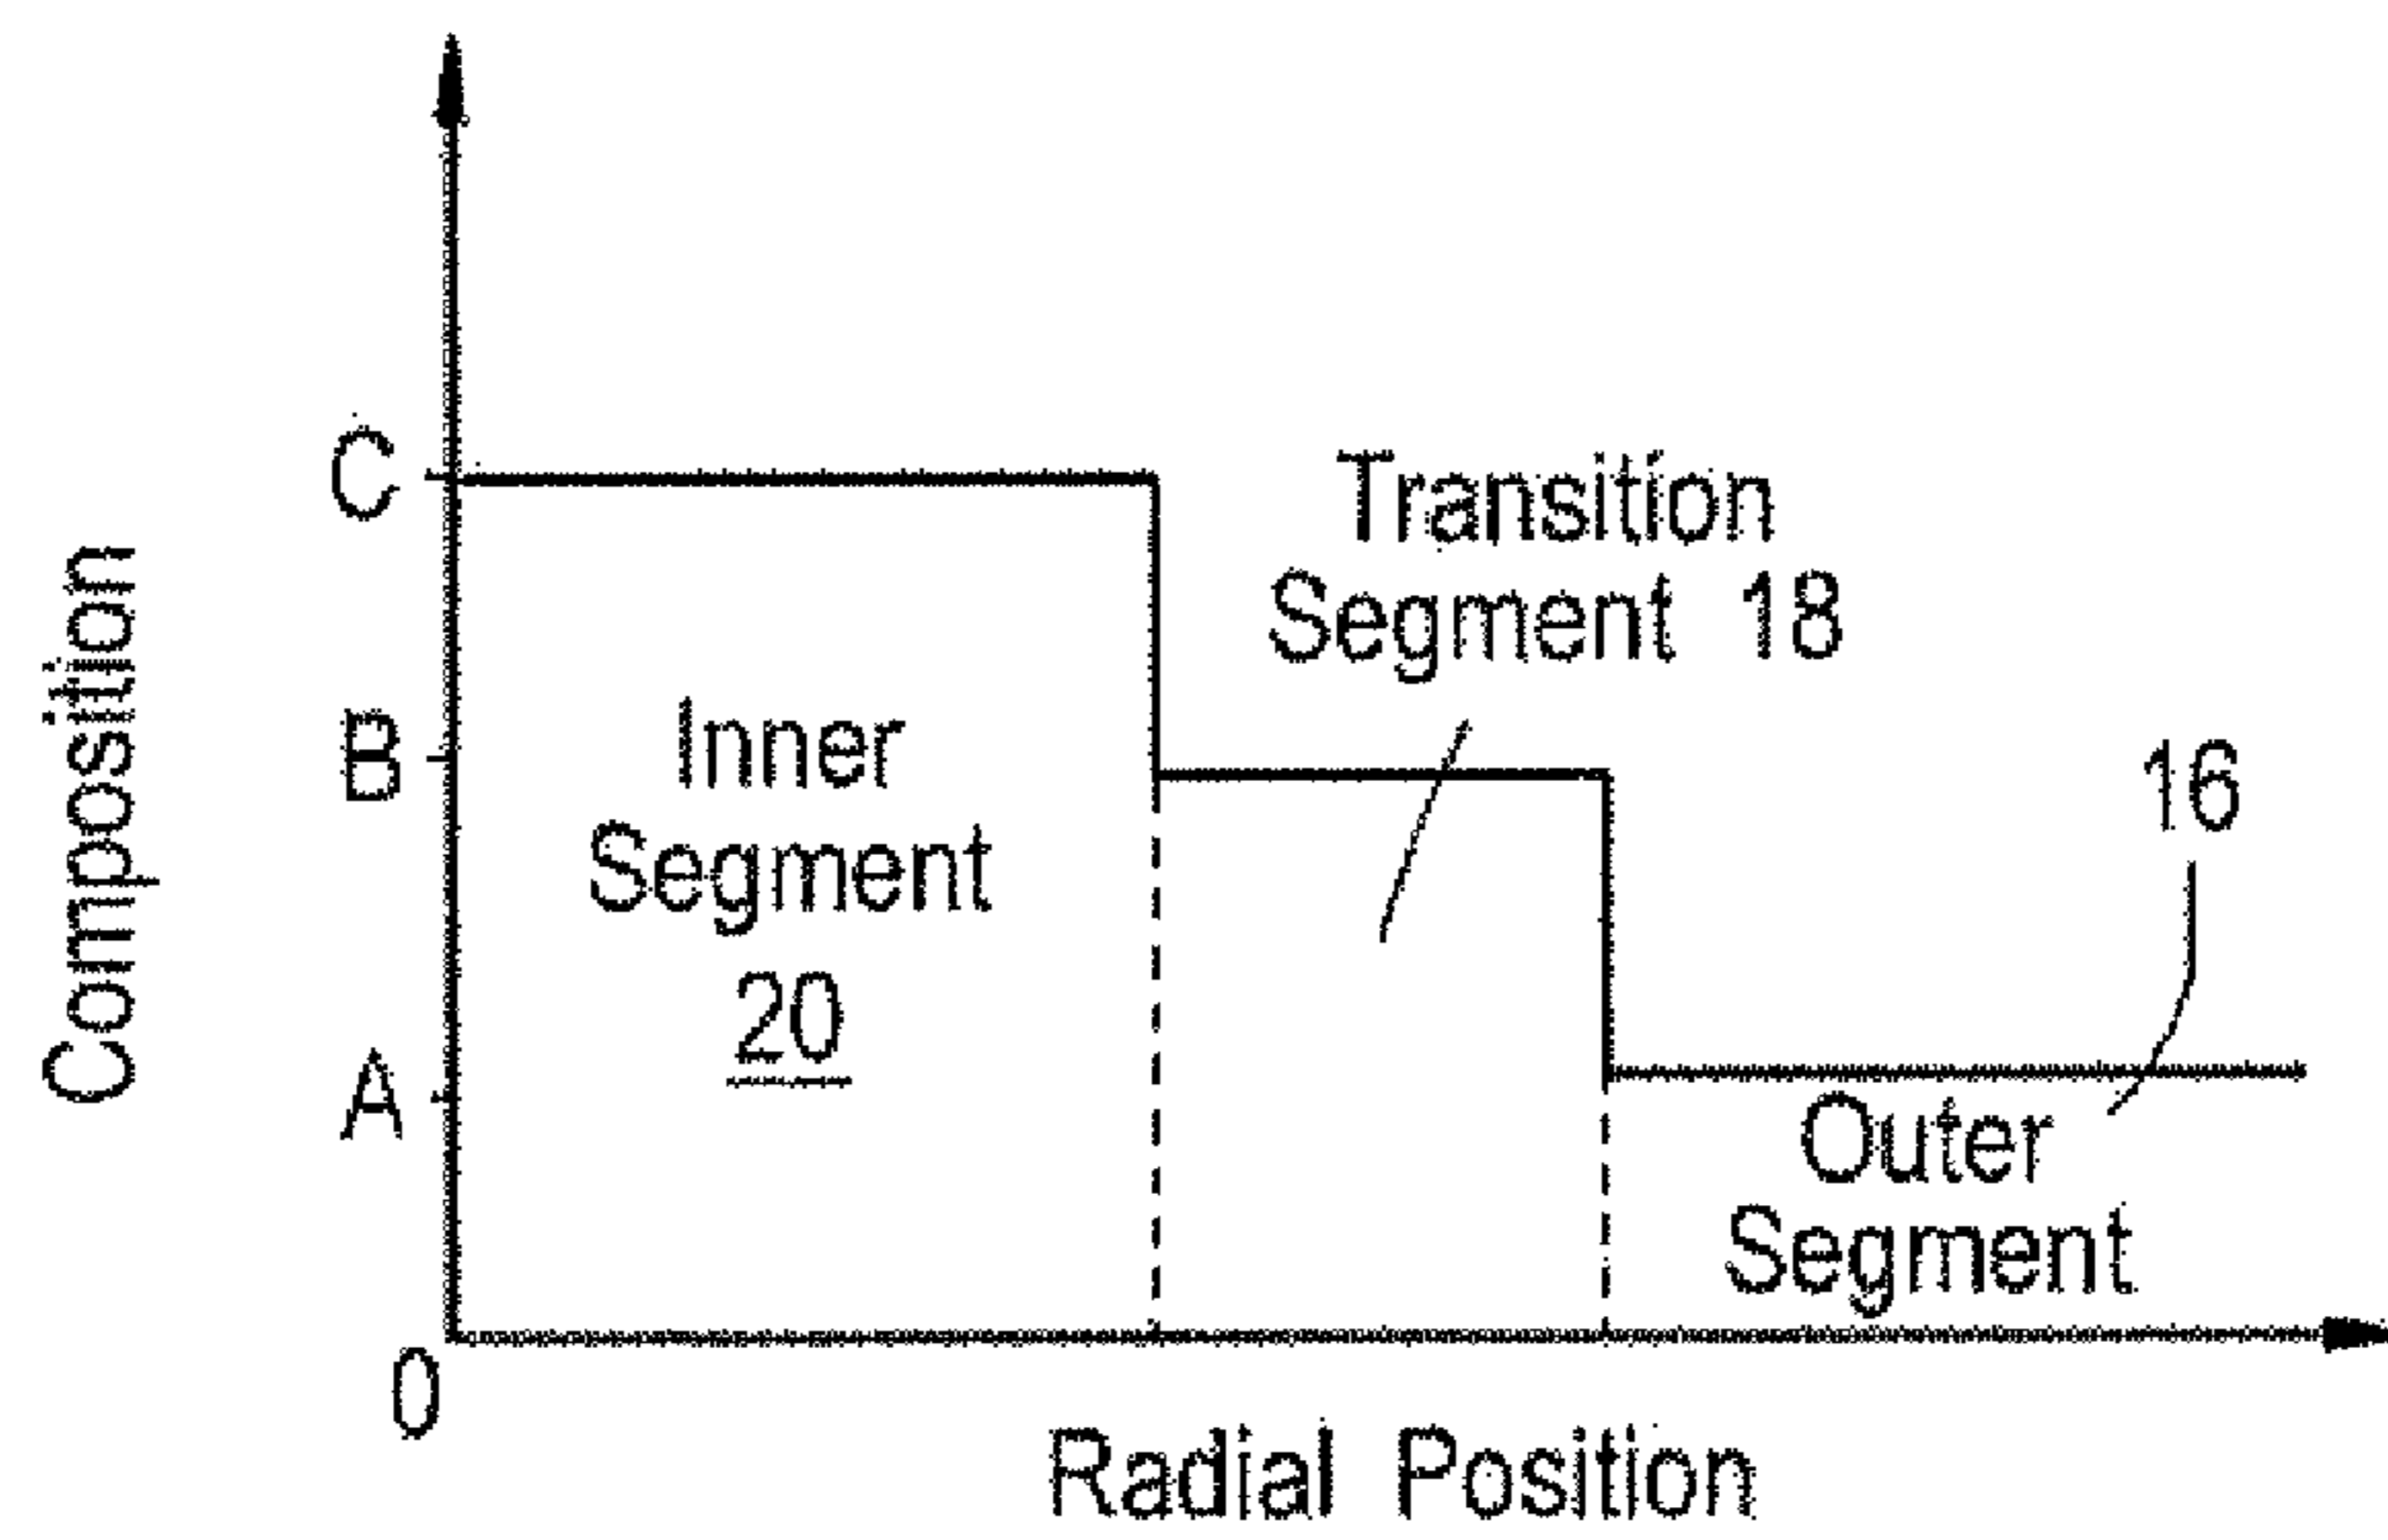 Composition
C
B
A
0
Inner
Segment
20
Transition
Segment 18
16
Outer
Segment
Radial Position